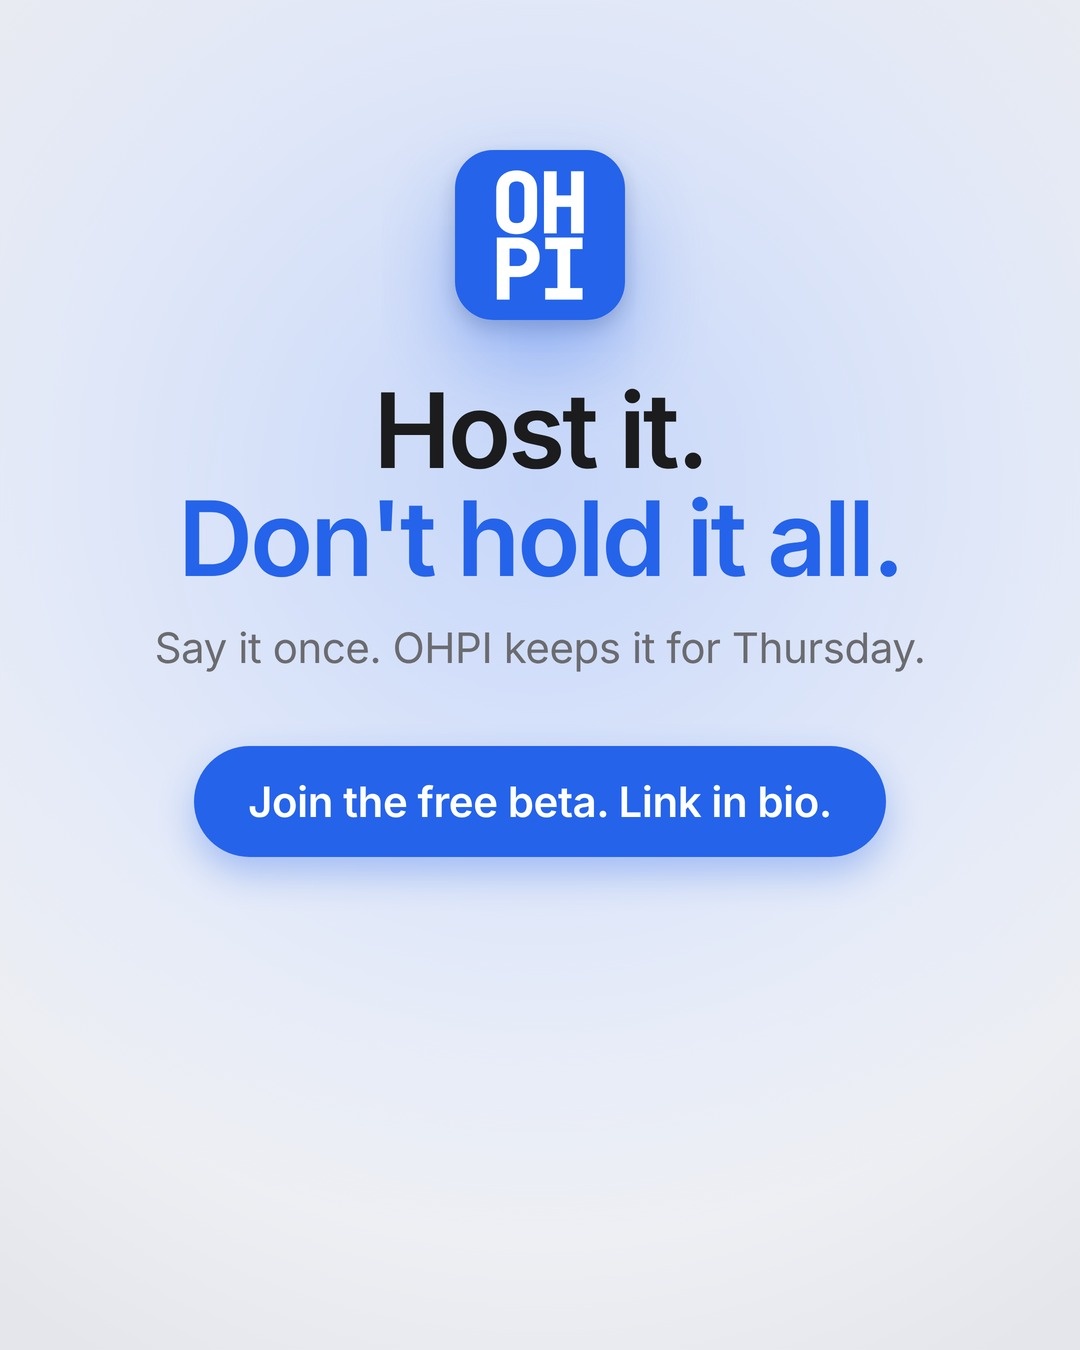 OH
PI
Host it.
Don't hold it all.
Say it once. OHPI keeps it for Thursday.
Join the free beta. Link in bio.